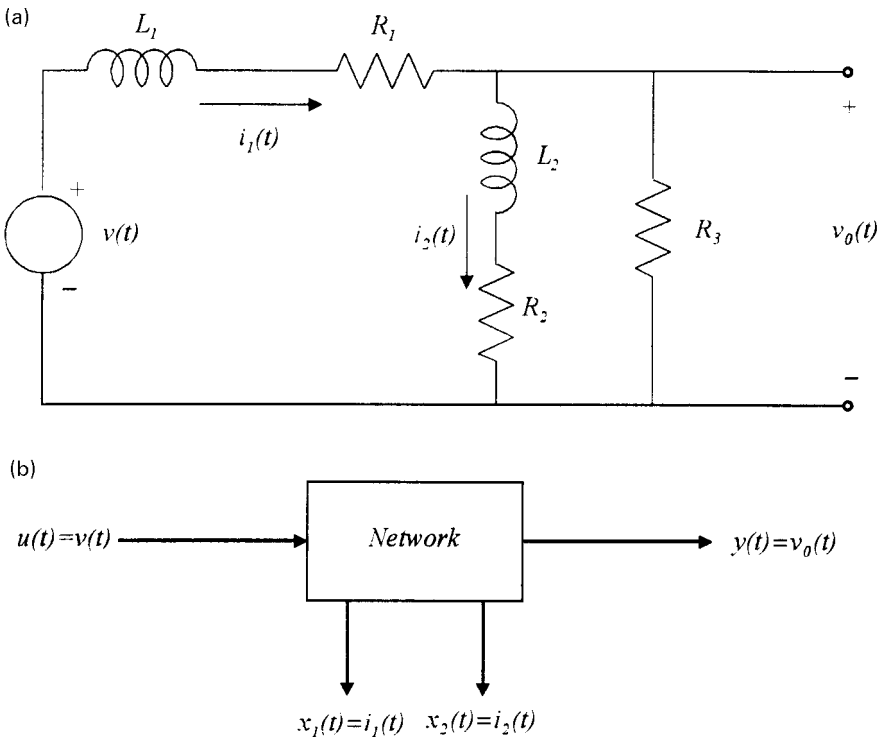 (a)
L₁
R₁
i₁(t)
L₂
+
+
v(t)
i₂(t)
R₃
v₀(t)
R₂
−
−
(b)
u(t)=v(t)
Network
y(t)=v₀(t)
x₁(t)=i₁(t) x₂(t)=i₂(t)